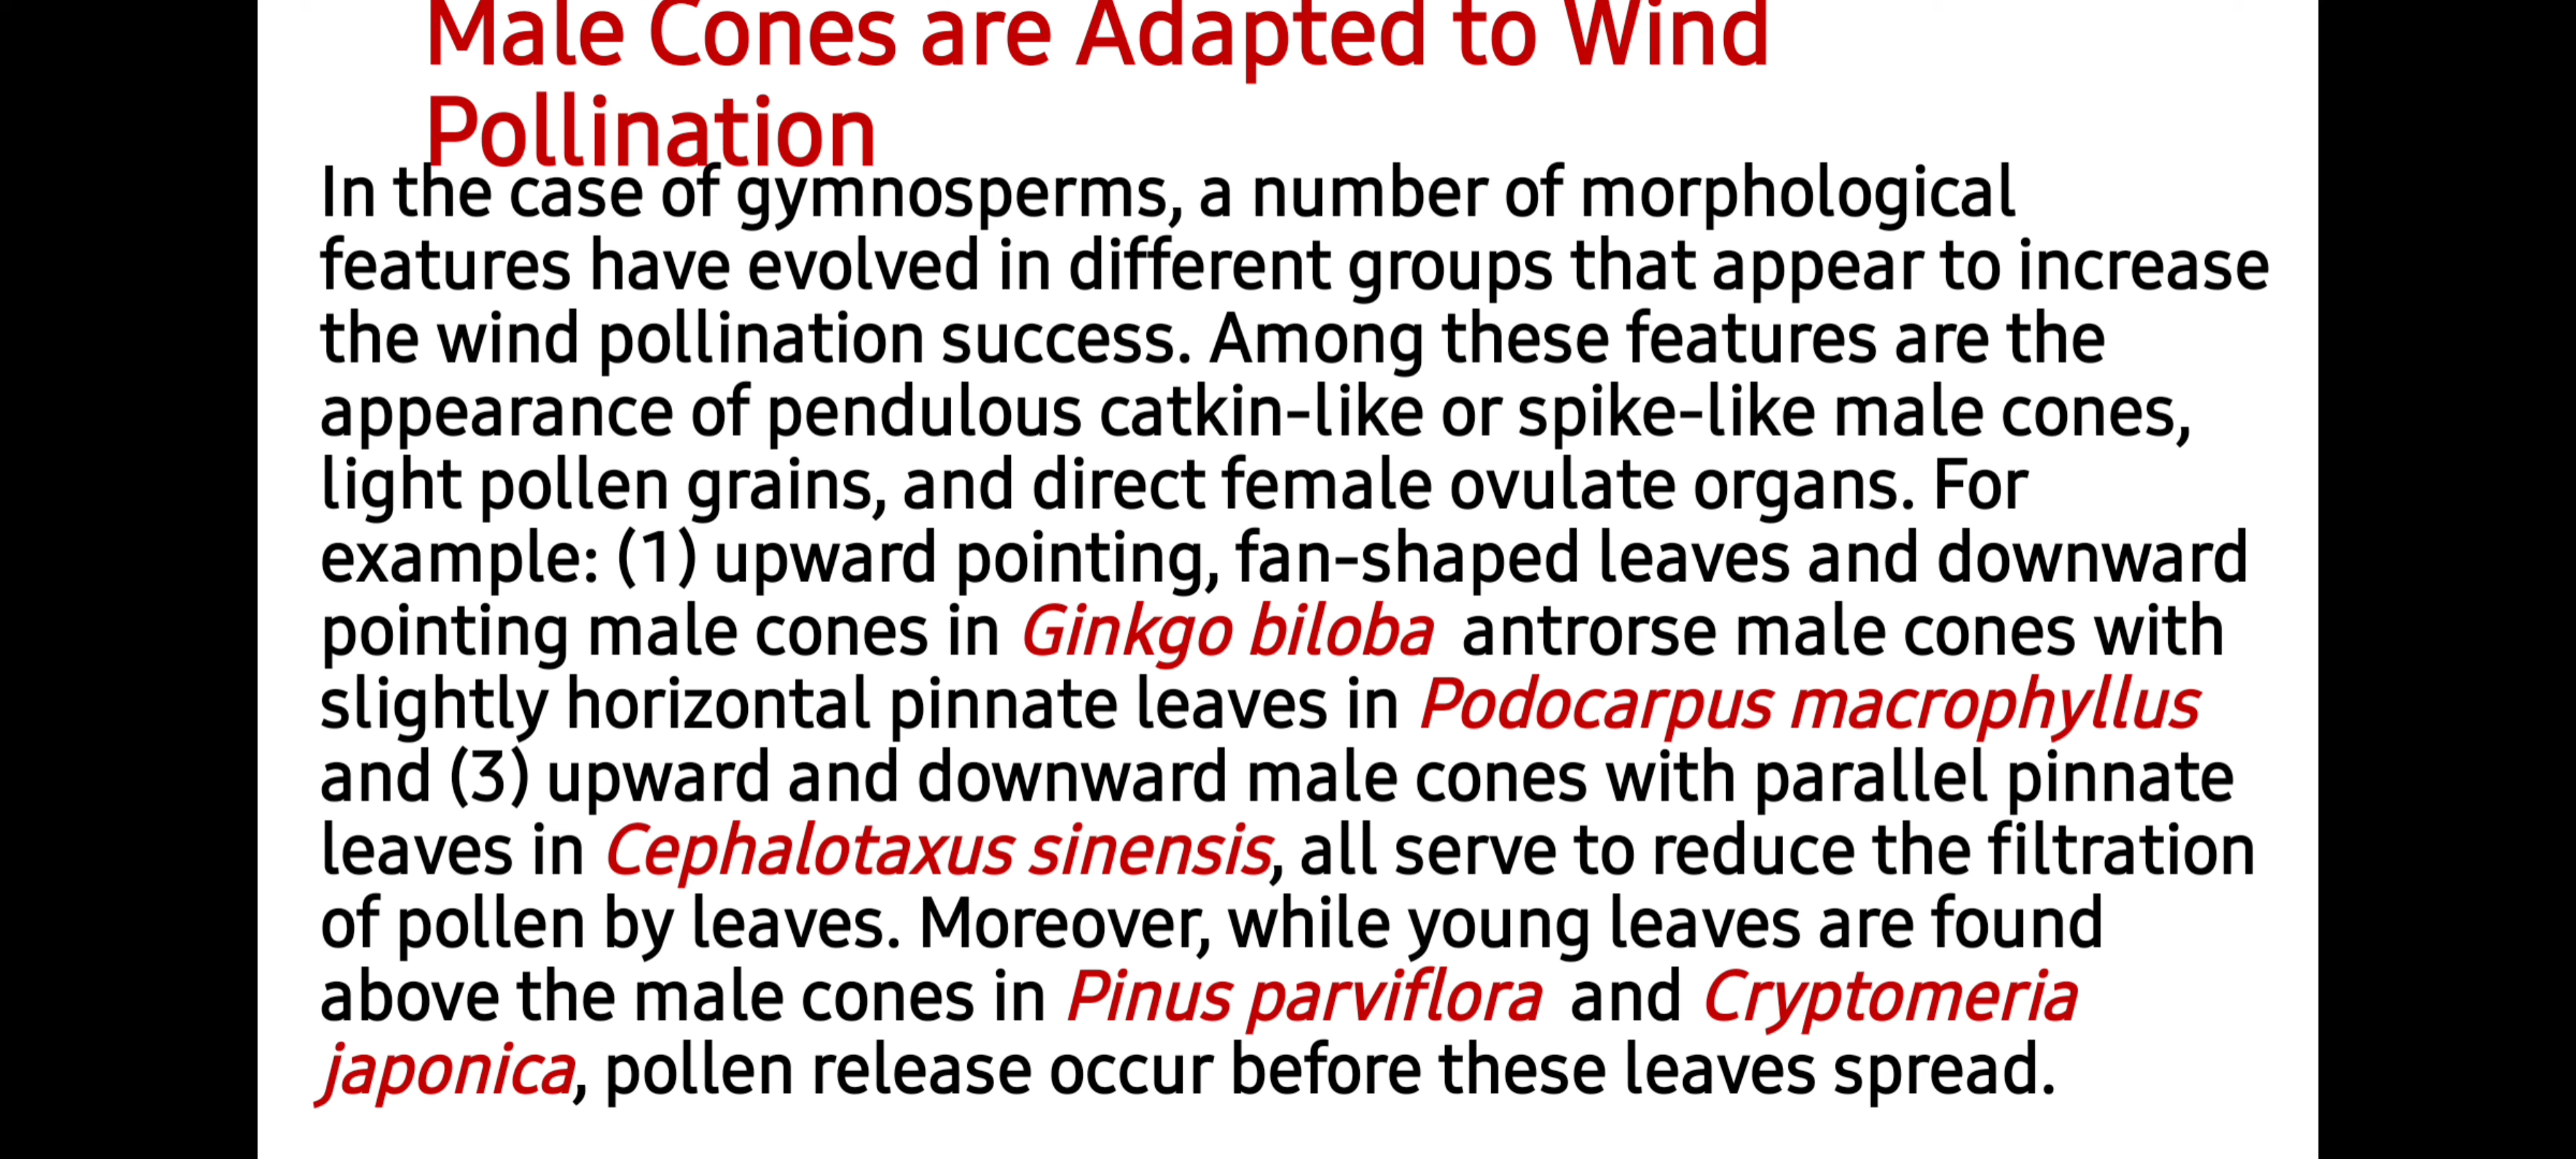 Male Cones are Adapted to Wind
Pollination
In the case of gymnosperms, a number of morphological
features have evolved in different groups that appear to increase
the wind pollination success. Among these features are the
appearance of pendulous catkin-like or spike-like male cones,
light pollen grains, and direct female ovulate organs. For
example: (1) upward pointing, fan-shaped leaves and downward
pointing male cones in Ginkgo biloba antrorse male cones with
slightly horizontal pinnate leaves in Podocarpus macrophyllus
and (3) upward and downward male cones with parallel pinnate
leaves in Cephalotaxus sinensis, all serve to reduce the filtration
of pollen by leaves. Moreover, while young leaves are found
above the male cones in Pinus parviflora and Cryptomeria
japonica, pollen release occur before these leaves spread.